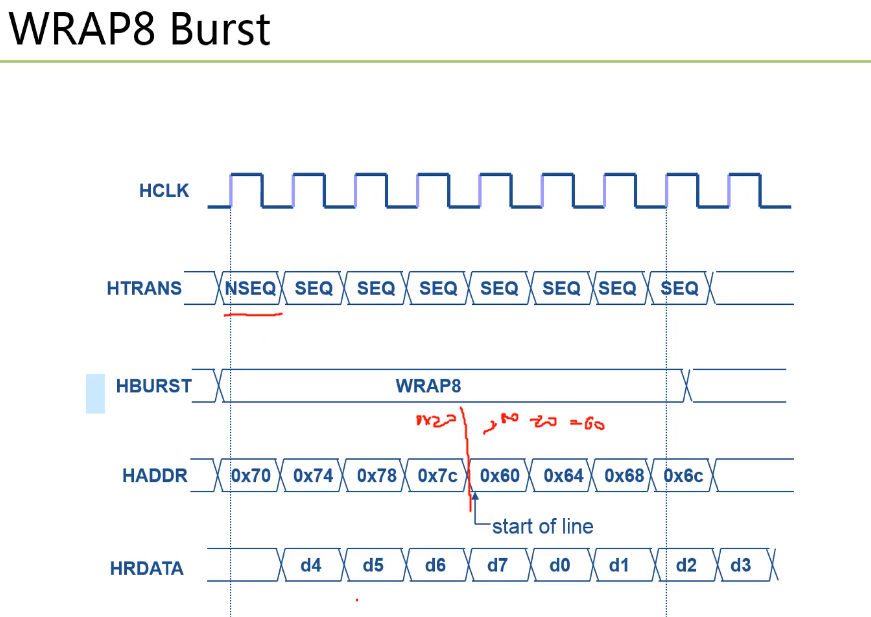 WRAP8 Burst
HCLK
HTRANS NSEQ SEQ SEQ SEQ SEQ SEQ SEQ SEQ
HBURST WRAP8
0x20 80 - 20 = 60
HADDR 0x70 0x74 0x78 0x7c 0x60 0x64 0x68 0x6c
start of line
HRDATA d4 d5 d6 d7 d0 d1 d2 d3